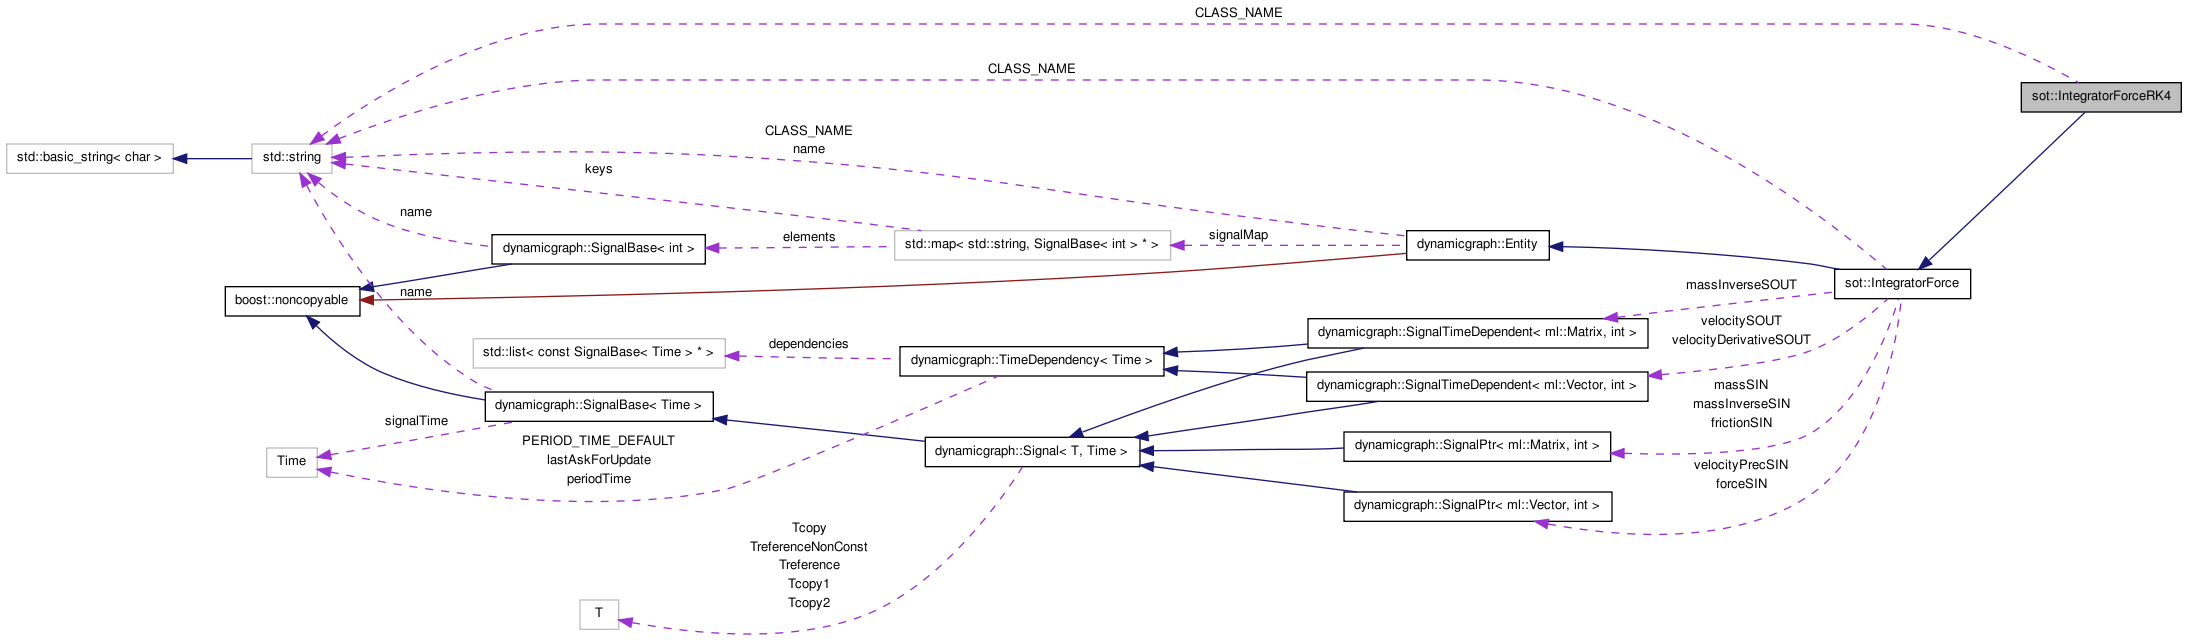 CLASS_NAME
CLASS_NAME
sot::IntegratorForceRK4
CLASS_NAME
name
std::basic_string< char >
std::string
keys
name
elements
signalMap
dynamicgraph::SignalBase< int >
std::map< std::string, SignalBase< int > * >
dynamicgraph::Entity
boost::noncopyable
name
sot::IntegratorForce
massInverseSOUT
dynamicgraph::SignalTimeDependent< ml::Matrix, int >
velocitySOUT
velocityDerivativeSOUT
std::list< const SignalBase< Time > * >
dependencies
dynamicgraph::TimeDependency< Time >
dynamicgraph::SignalTimeDependent< ml::Vector, int >
massSIN
massInverseSIN
frictionSIN
dynamicgraph::SignalBase< Time >
signalTime
Time
PERIOD_TIME_DEFAULT
lastAskForUpdate
periodTime
dynamicgraph::Signal< T, Time >
dynamicgraph::SignalPtr< ml::Matrix, int >
velocityPrecSIN
forceSIN
dynamicgraph::SignalPtr< ml::Vector, int >
Tcopy
TreferenceNonConst
Treference
Tcopy1
Tcopy2
T